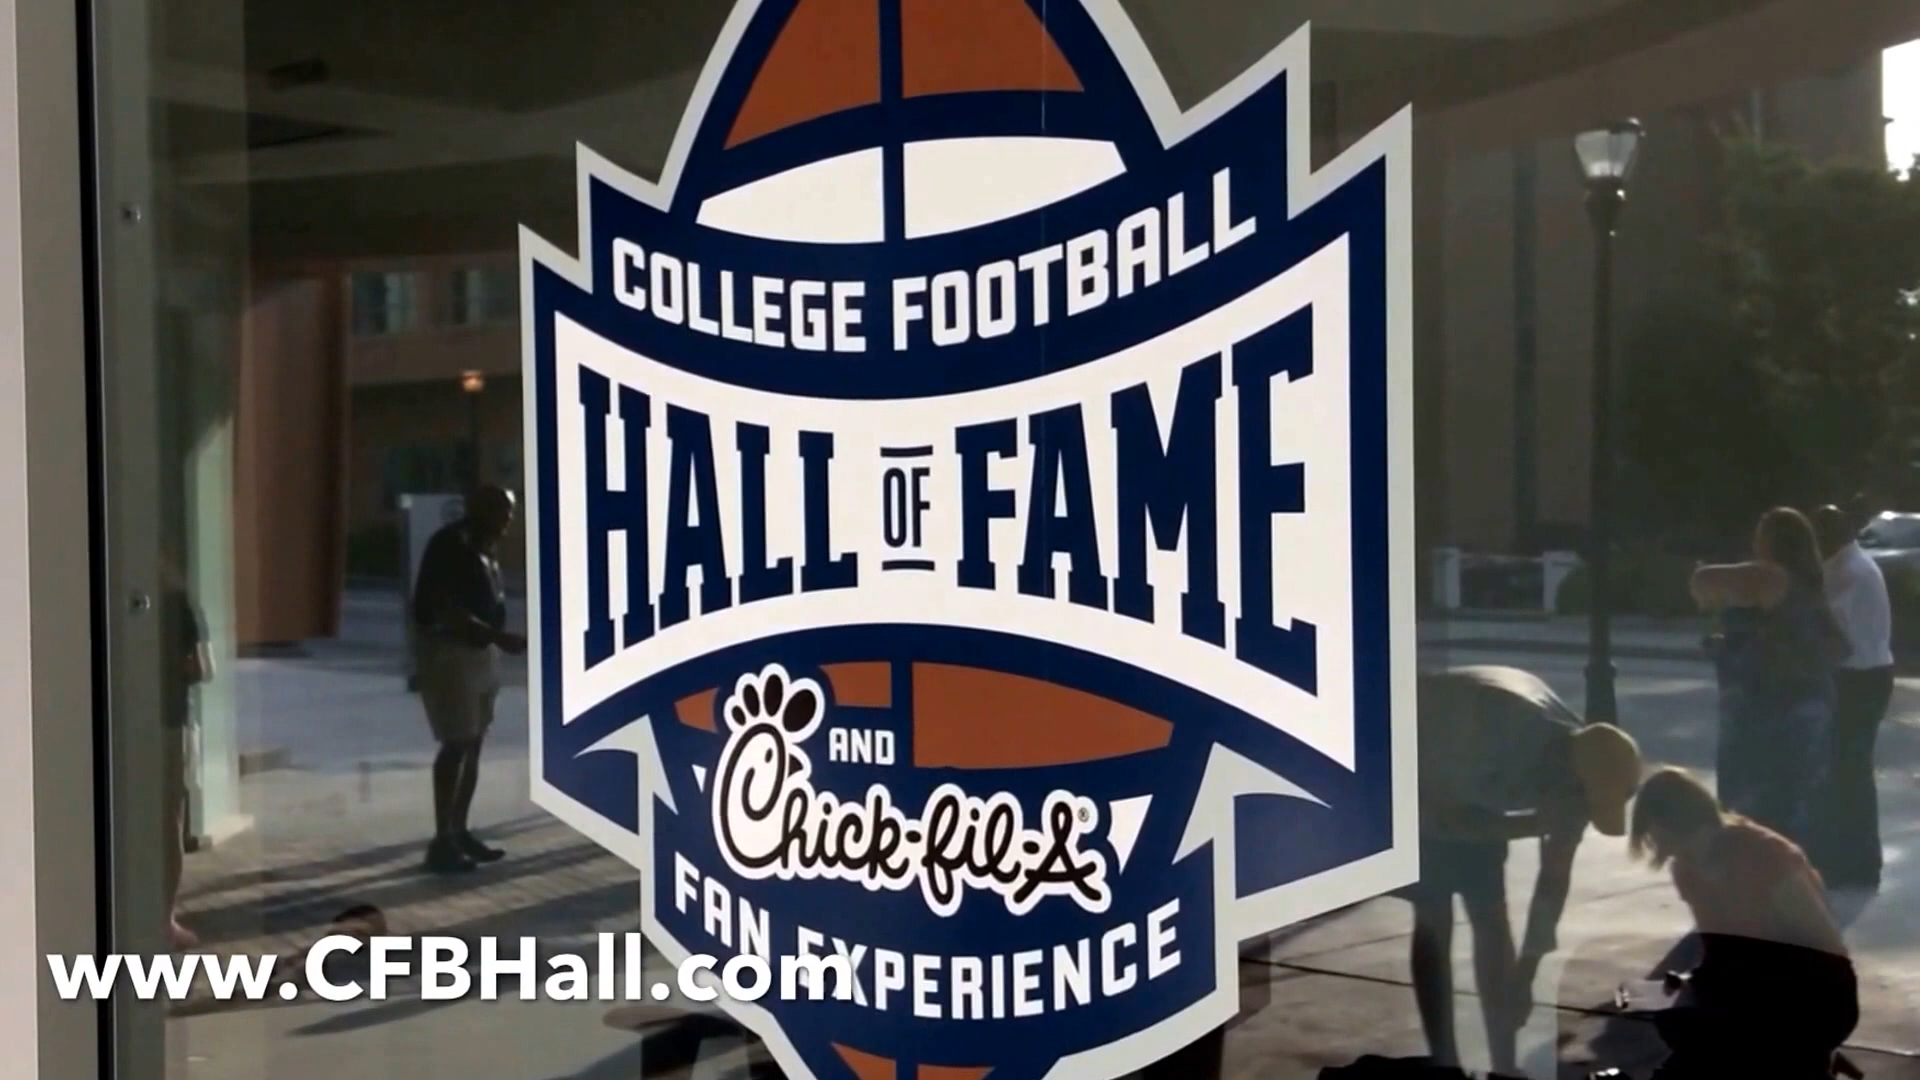 COLLEGE FOOTBALL
HALL OF FAME
AND
Chick-fil-A®
FAN EXPERIENCE
www.CFBHall.com